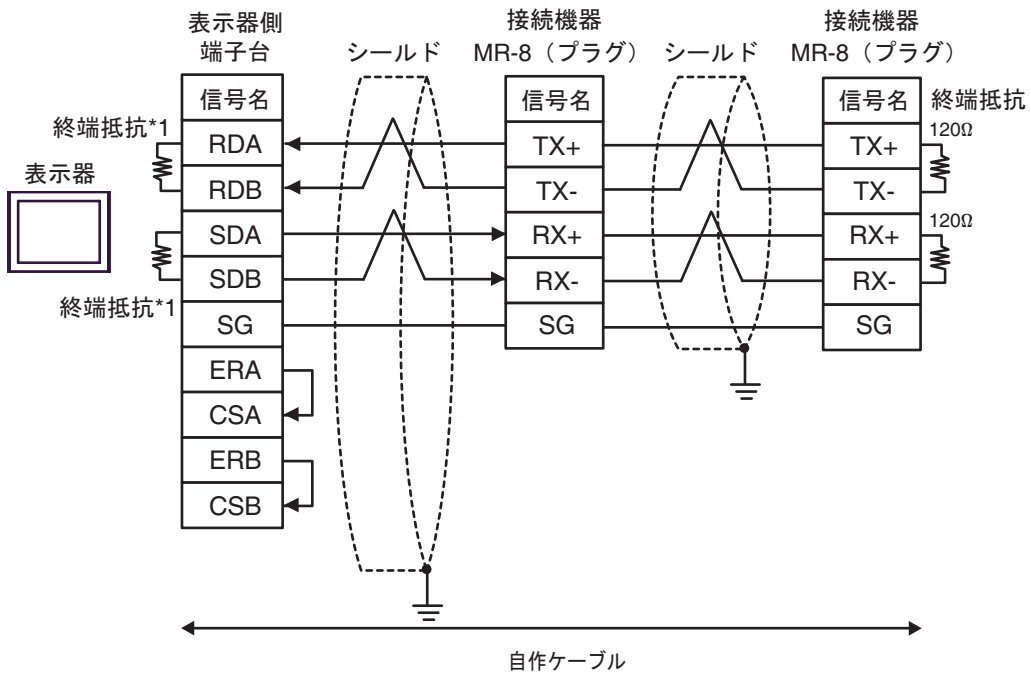 表示器側
端子台
シールド
接続機器
MR-8（プラグ）
シールド
接続機器
MR-8（プラグ）
信号名
信号名
信号名
終端抵抗
終端抵抗*1
RDA
TX+
TX+
120Ω
表示器
RDB
TX-
TX-
SDA
RX+
RX+
120Ω
SDB
RX-
RX-
終端抵抗*1
SG
SG
SG
ERA
CSA
ERB
CSB
自作ケーブル